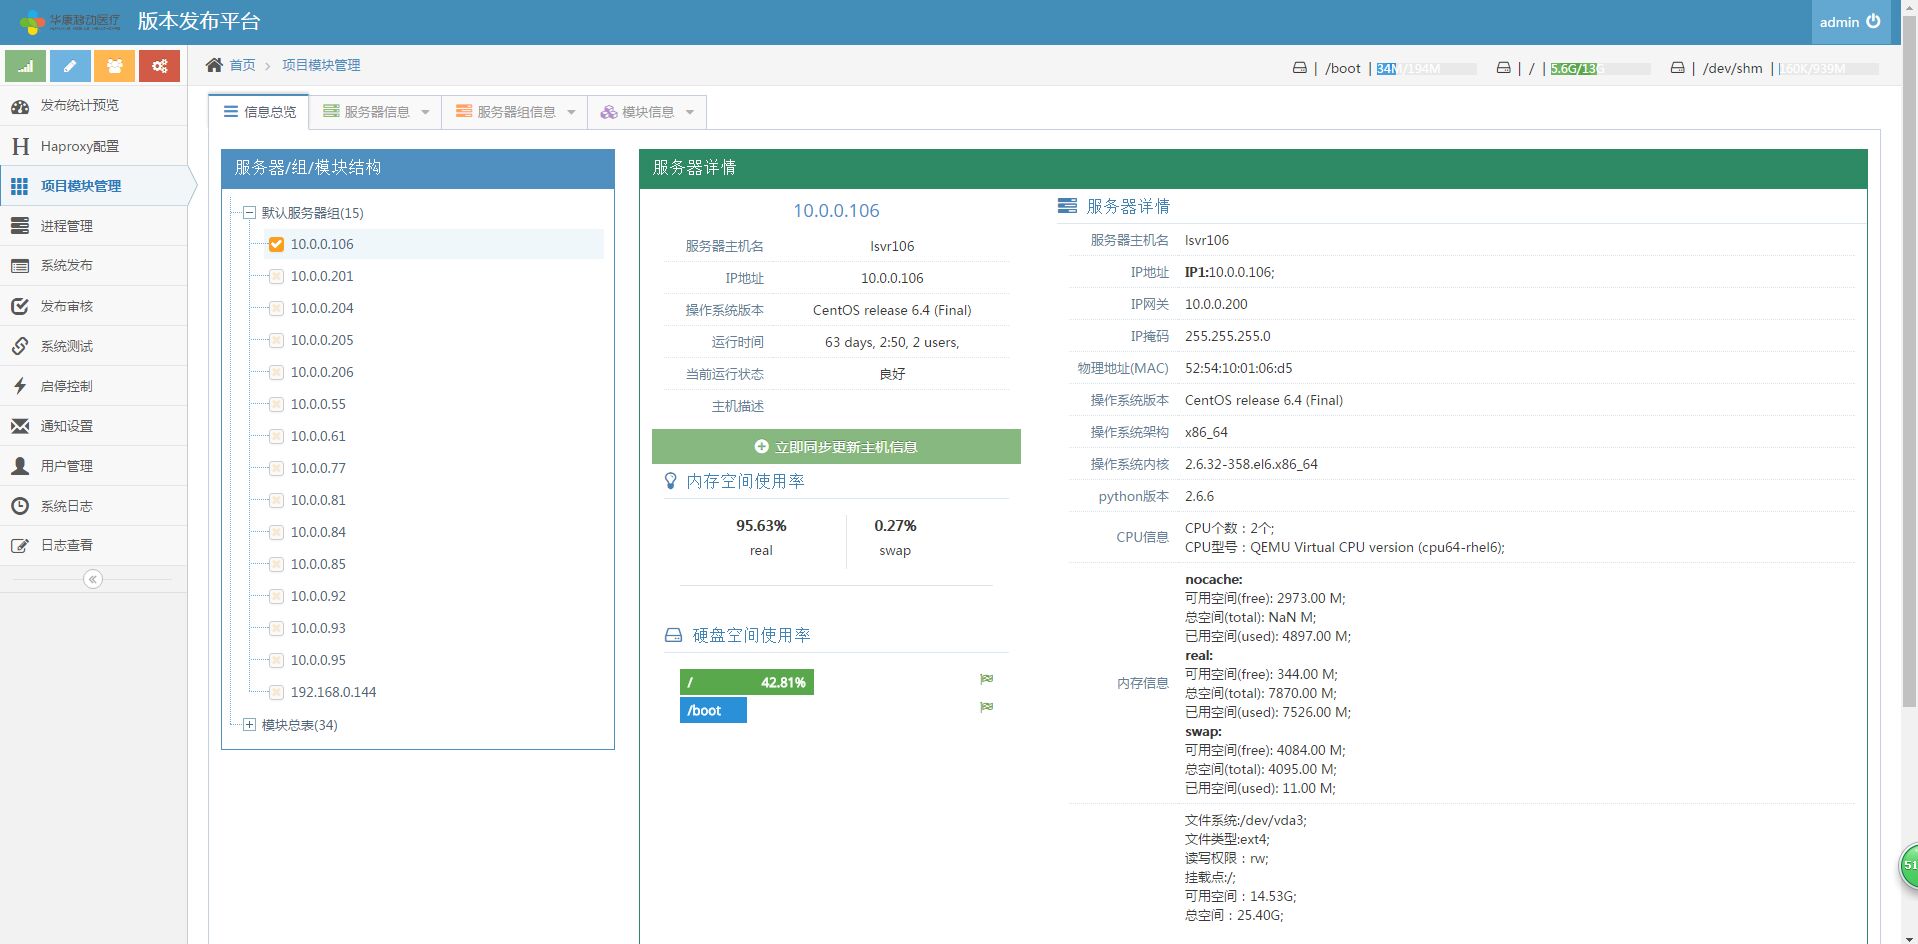 华康移动医疗
版本发布平台
admin
首页
项目模块管理
| /boot | 34M/194M
| / | 5.6G/13G
| /dev/shm | 160K/939M
发布统计预览
Haproxy配置
项目模块管理
进程管理
系统发布
发布审核
系统测试
启停控制
通知设置
用户管理
系统日志
日志查看
信息总览
服务器信息
服务器组信息
模块信息
服务器/组/模块结构
默认服务器组(15)
10.0.0.106
10.0.0.201
10.0.0.204
10.0.0.205
10.0.0.206
10.0.0.55
10.0.0.61
10.0.0.77
10.0.0.81
10.0.0.84
10.0.0.85
10.0.0.92
10.0.0.93
10.0.0.95
192.168.0.144
模块总表(34)
服务器详情
10.0.0.106
服务器主机名 lsvr106
IP地址 10.0.0.106
操作系统版本 CentOS release 6.4 (Final)
运行时间 63 days, 2:50, 2 users,
当前运行状态 良好
主机描述
立即同步更新主机信息
内存空间使用率
95.63% 0.27%
real swap
硬盘空间使用率
/ 42.81%
/boot
服务器详情
服务器主机名 lsvr106
IP地址 IP1:10.0.0.106;
IP网关 10.0.0.200
IP掩码 255.255.255.0
物理地址(MAC) 52:54:10:01:06:d5
操作系统版本 CentOS release 6.4 (Final)
操作系统架构 x86_64
操作系统内核 2.6.32-358.el6.x86_64
python版本 2.6.6
CPU信息
CPU个数：2个;
CPU型号：QEMU Virtual CPU version (cpu64-rhel6);
内存信息
nocache:
可用空间(free): 2973.00 M;
总空间(total): NaN M;
已用空间(used): 4897.00 M;
real:
可用空间(free): 344.00 M;
总空间(total): 7870.00 M;
已用空间(used): 7526.00 M;
swap:
可用空间(free): 4084.00 M;
总空间(total): 4095.00 M;
已用空间(used): 11.00 M;
文件系统:/dev/vda3;
文件类型:ext4;
读写权限：rw;
挂载点:/;
可用空间：14.53G;
总空间：25.40G;
51